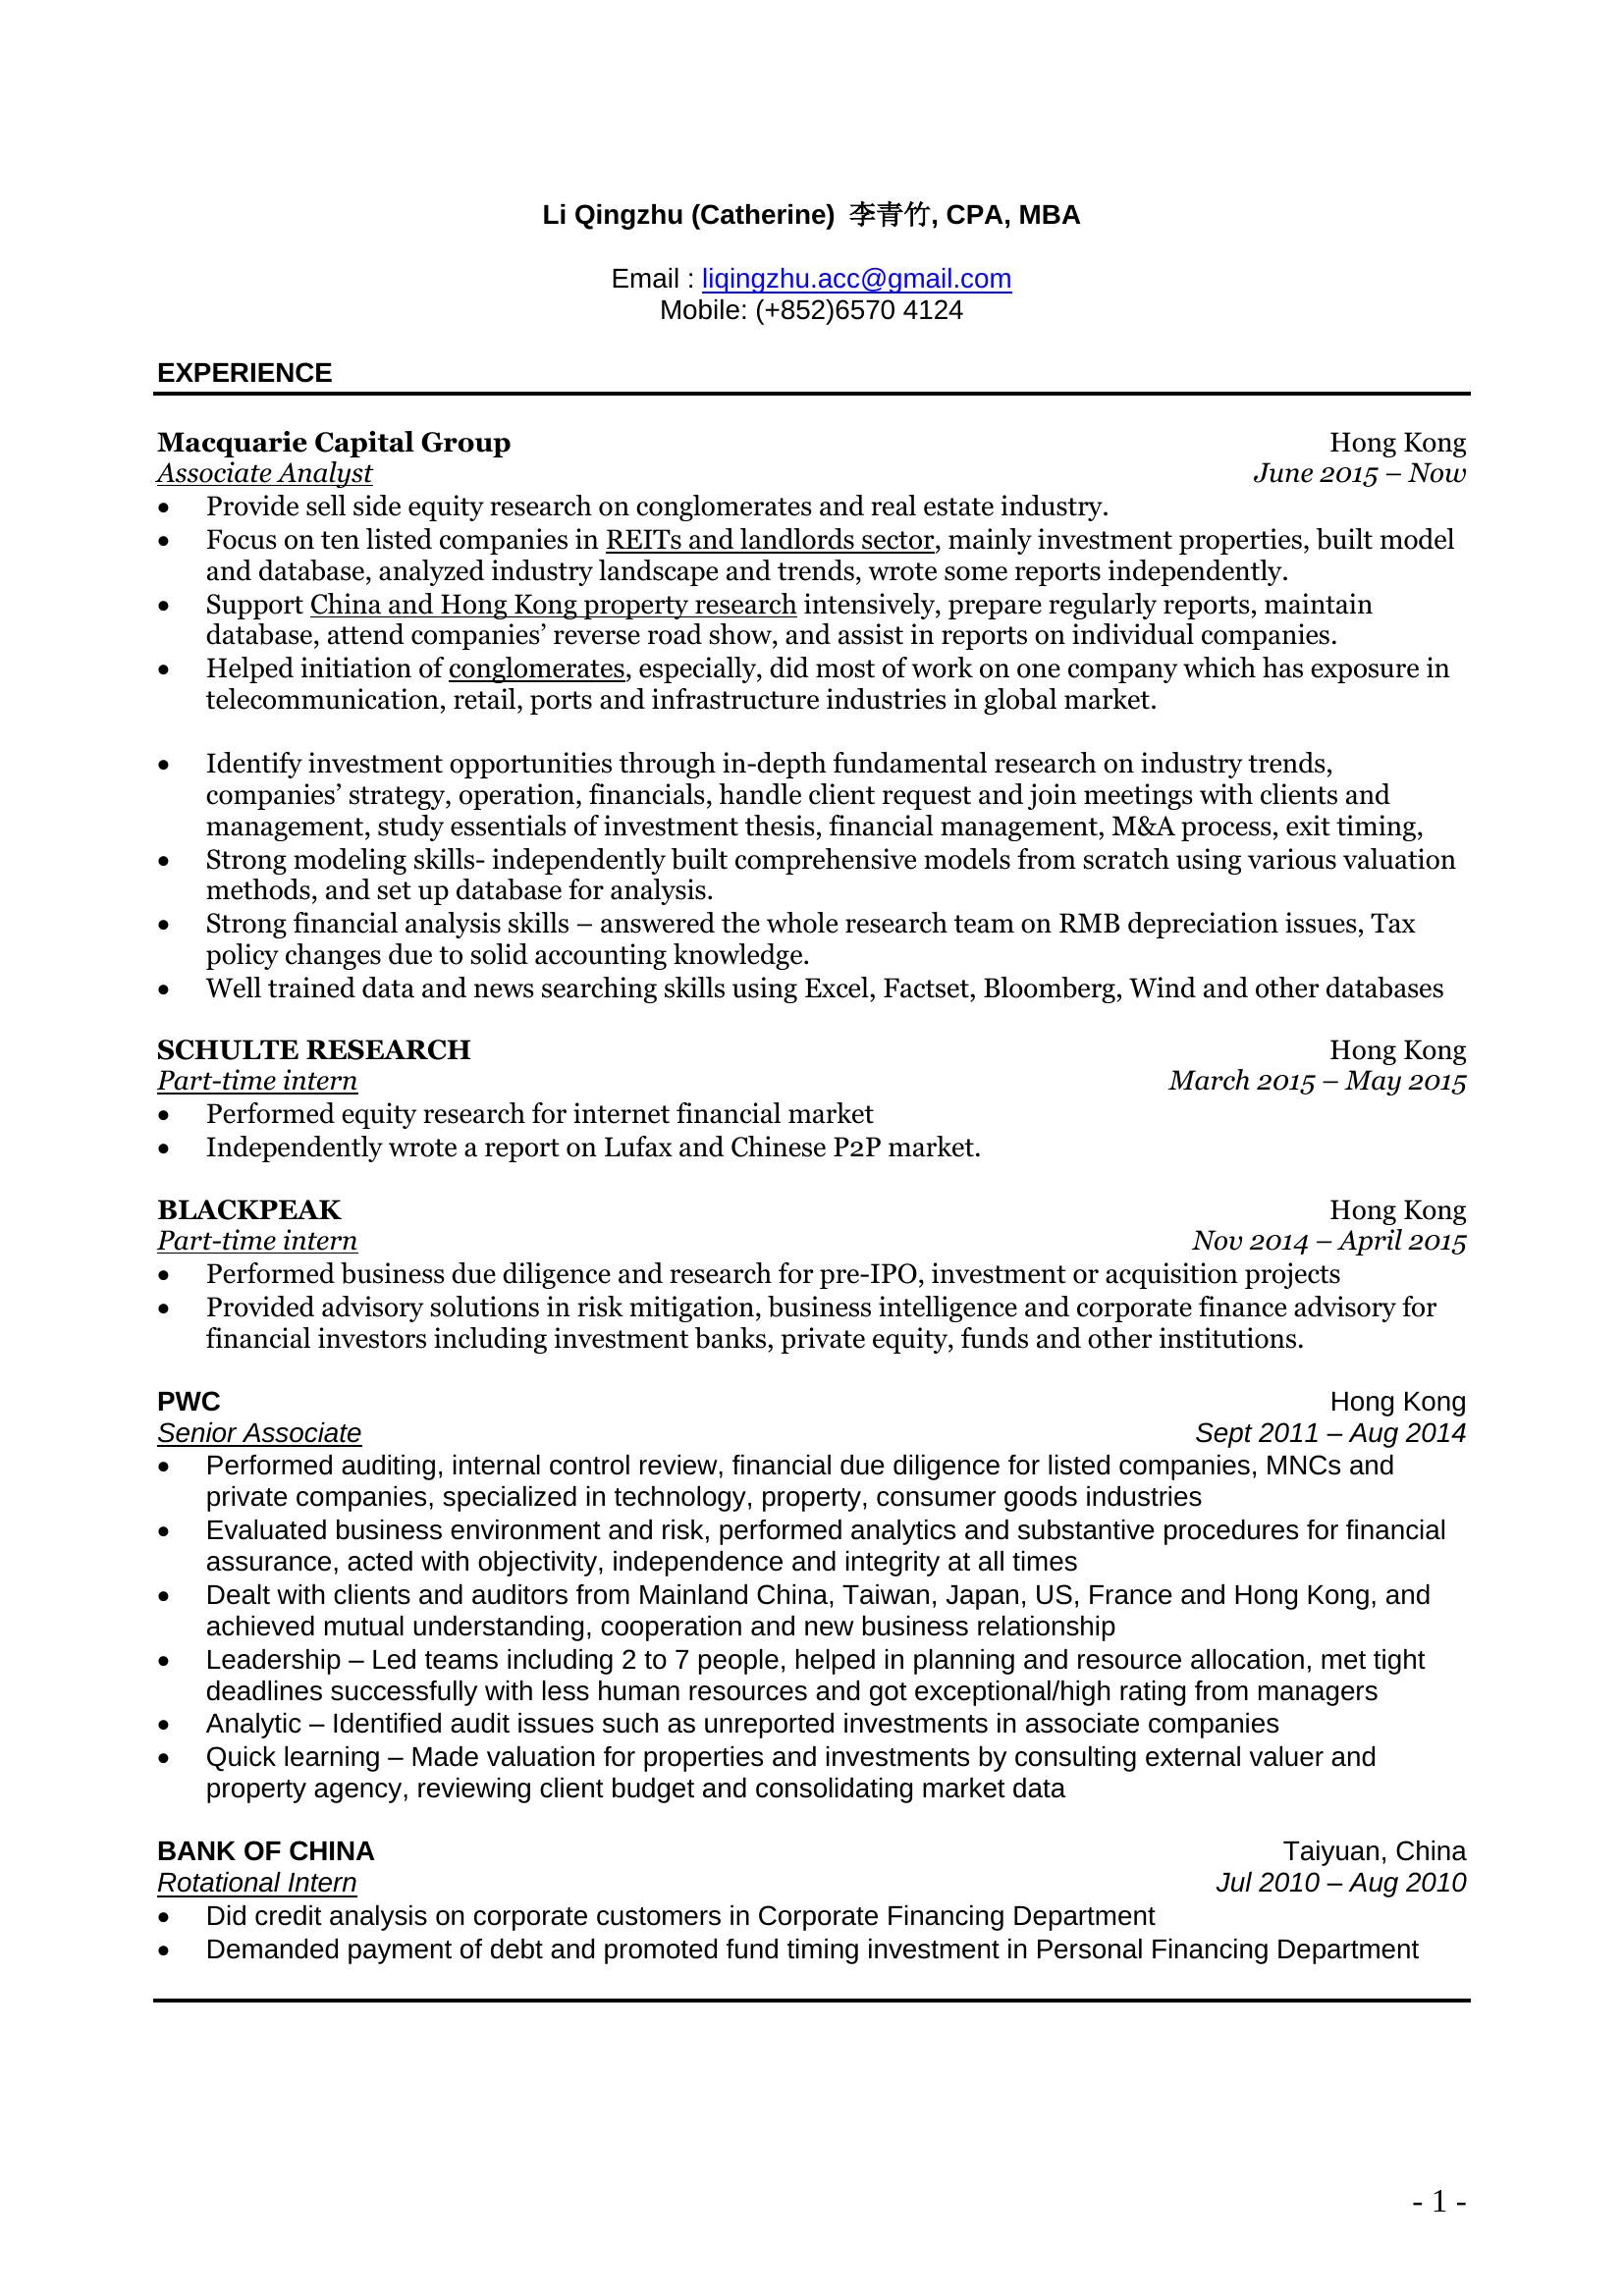 Li Qingzhu (Catherine) 李青竹, CPA, MBA
Email : liqingzhu.acc@gmail.com
Mobile: (+852)6570 4124
EXPERIENCE
Macquarie Capital Group Hong Kong
Associate Analyst June 2015 – Now
• Provide sell side equity research on conglomerates and real estate industry.
• Focus on ten listed companies in REITs and landlords sector, mainly investment properties, built model
and database, analyzed industry landscape and trends, wrote some reports independently.
• Support China and Hong Kong property research intensively, prepare regularly reports, maintain
database, attend companies’ reverse road show, and assist in reports on individual companies.
• Helped initiation of conglomerates, especially, did most of work on one company which has exposure in
telecommunication, retail, ports and infrastructure industries in global market.
• Identify investment opportunities through in-depth fundamental research on industry trends,
companies’ strategy, operation, financials, handle client request and join meetings with clients and
management, study essentials of investment thesis, financial management, M&A process, exit timing,
• Strong modeling skills- independently built comprehensive models from scratch using various valuation
methods, and set up database for analysis.
• Strong financial analysis skills – answered the whole research team on RMB depreciation issues, Tax
policy changes due to solid accounting knowledge.
• Well trained data and news searching skills using Excel, Factset, Bloomberg, Wind and other databases
SCHULTE RESEARCH Hong Kong
Part-time intern March 2015 – May 2015
• Performed equity research for internet financial market
• Independently wrote a report on Lufax and Chinese P2P market.
BLACKPEAK Hong Kong
Part-time intern Nov 2014 – April 2015
• Performed business due diligence and research for pre-IPO, investment or acquisition projects
• Provided advisory solutions in risk mitigation, business intelligence and corporate finance advisory for
financial investors including investment banks, private equity, funds and other institutions.
PWC Hong Kong
Senior Associate Sept 2011 – Aug 2014
• Performed auditing, internal control review, financial due diligence for listed companies, MNCs and
private companies, specialized in technology, property, consumer goods industries
• Evaluated business environment and risk, performed analytics and substantive procedures for financial
assurance, acted with objectivity, independence and integrity at all times
• Dealt with clients and auditors from Mainland China, Taiwan, Japan, US, France and Hong Kong, and
achieved mutual understanding, cooperation and new business relationship
• Leadership – Led teams including 2 to 7 people, helped in planning and resource allocation, met tight
deadlines successfully with less human resources and got exceptional/high rating from managers
• Analytic – Identified audit issues such as unreported investments in associate companies
• Quick learning – Made valuation for properties and investments by consulting external valuer and
property agency, reviewing client budget and consolidating market data
BANK OF CHINA Taiyuan, China
Rotational Intern Jul 2010 – Aug 2010
• Did credit analysis on corporate customers in Corporate Financing Department
• Demanded payment of debt and promoted fund timing investment in Personal Financing Department
- 1 -